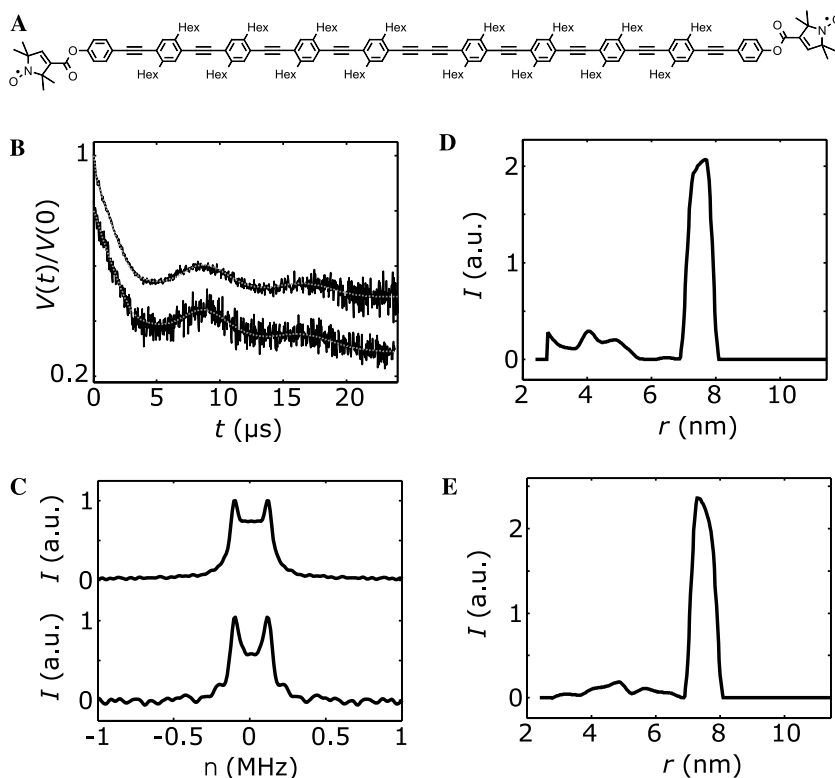 A
Hex Hex Hex Hex Hex Hex Hex Hex
O O
N O
O
O
O
N O
Hex Hex Hex Hex Hex Hex Hex Hex
B
1
V(t)/V(0)
0.2
0 5 10 15 20
t (μs)
D
2
1
0
I (a.u.)
2 4 6 8 10
r (nm)
C
1
0
I (a.u.)
1
0
I (a.u.)
-1 -0.5 0 0.5 1
n (MHz)
E
2
1
0
I (a.u.)
2 4 6 8 10
r (nm)